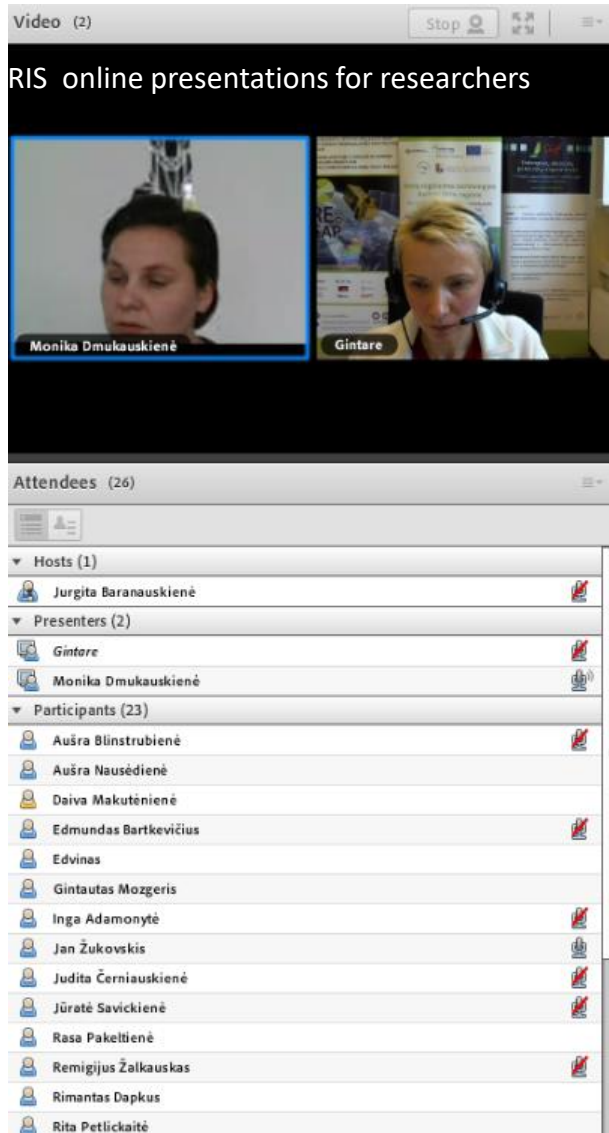 Video (2)
Stop
RIS online presentations for researchers
Monika Dmukauskienė
Gintare
Attendees (26)
Hosts (1)
Jurgita Baranauskienė
Presenters (2)
Gintare
Monika Dmukauskienė
Participants (23)
Aušra Blinstrubienė
Aušra Nausėdienė
Daiva Makutėnienė
Edmundas Bartkevičius
Edvinas
Gintautas Mozgeris
Inga Adamonytė
Jan Žukovskis
Judita Černiauskienė
Jūratė Savickienė
Rasa Pakeltienė
Remigijus Žalkauskas
Rimantas Dapkus
Rita Petlickaitė